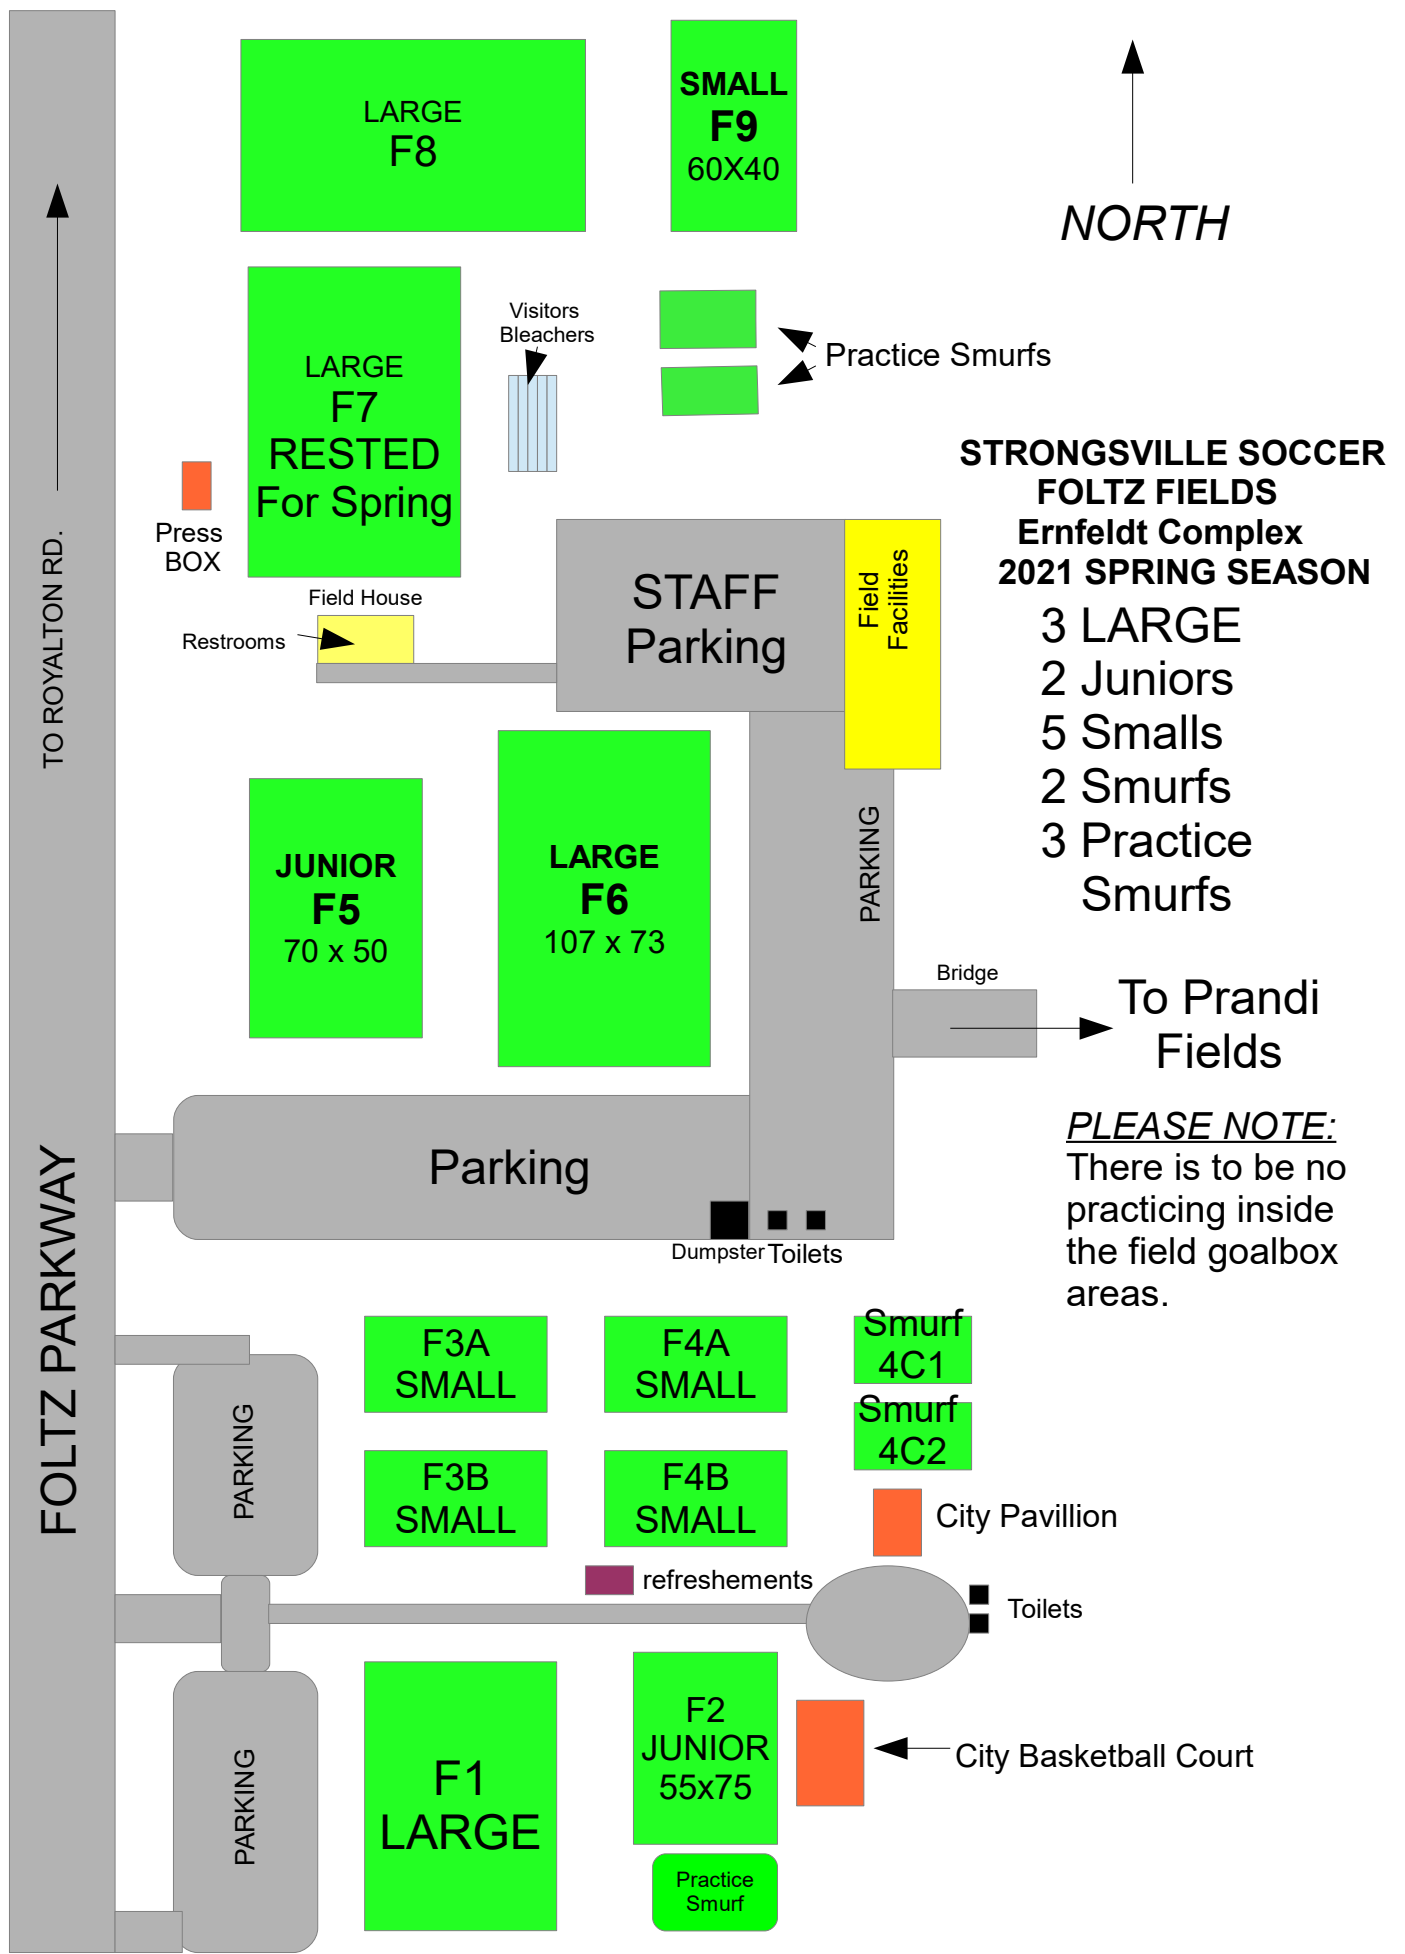 LARGE
F8
SMALL
F9
60X40
NORTH
Visitors
Bleachers
Practice Smurfs
LARGE
F7
RESTED
For Spring
Press
BOX
STRONGSVILLE SOCCER
FOLTZ FIELDS
Ernfeldt Complex
2021 SPRING SEASON
3 LARGE
2 Juniors
5 Smalls
2 Smurfs
3 Practice
Smurfs
TO ROYALTON RD.
Field House
Restrooms
STAFF
Parking
Field
Facilities
JUNIOR
F5
70 x 50
LARGE
F6
107 x 73
PARKING
Bridge
To Prandi
Fields
PLEASE NOTE:
There is to be no
practicing inside
the field goalbox
areas.
Parking
Dumpster
Toilets
FOLTZ PARKWAY
F3A
SMALL
F4A
SMALL
Smurf
4C1
Smurf
4C2
PARKING
F3B
SMALL
F4B
SMALL
City Pavillion
refreshements
Toilets
F1
LARGE
F2
JUNIOR
55x75
City Basketball Court
PARKING
Practice
Smurf